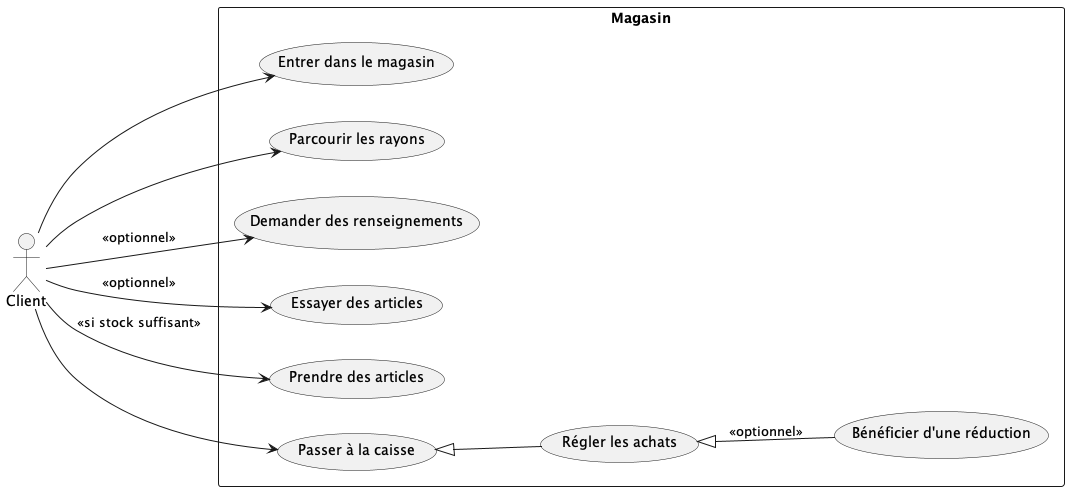 Magasin
Entrer dans le magasin
Parcourir les rayons
Demander des renseignements
«optionnel»
«optionnel»
Client
Essayer des articles
«si stock suffisant»
Prendre des articles
Passer à la caisse
Régler les achats
«optionnel»
Bénéficier d'une réduction